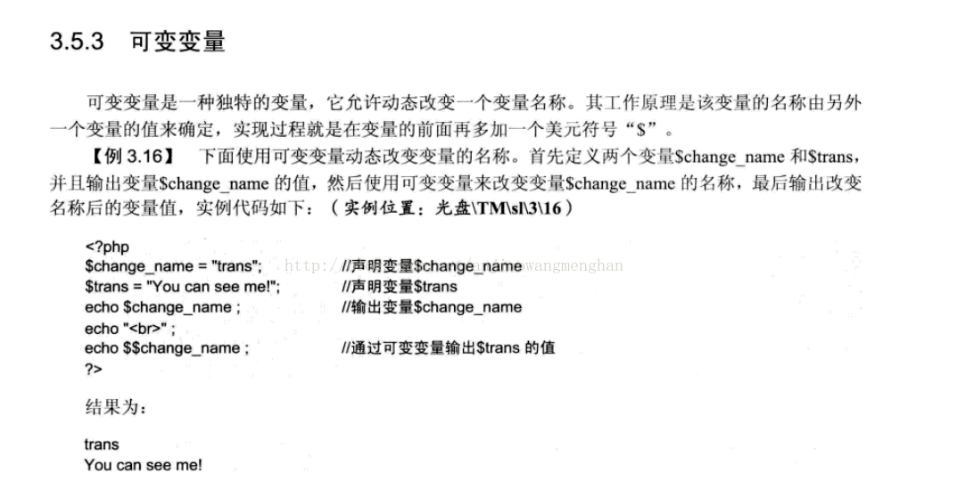 3.5.3 可变变量
可变变量是一种独特的变量，它允许动态改变一个变量名称。其工作原理是该变量的名称由另外
一个变量的值来确定，实现过程就是在变量的前面再多加一个美元符号“$”。
【例 3.16】 下面使用可变变量动态改变变量的名称。首先定义两个变量$change_name 和$trans，
并且输出变量$change_name 的值，然后使用可变变量来改变变量$change_name 的名称，最后输出改变
名称后的变量值，实例代码如下：（实例位置：光盘\TM\sl\3\16）
<?php
$change_name = "trans"; //声明变量$change_name
$trans = "You can see me!"; //声明变量$trans
echo $change_name ; //输出变量$change_name
echo "<br>" ;
echo $$change_name ; //通过可变变量输出$trans 的值
?>
结果为：
trans
You can see me!